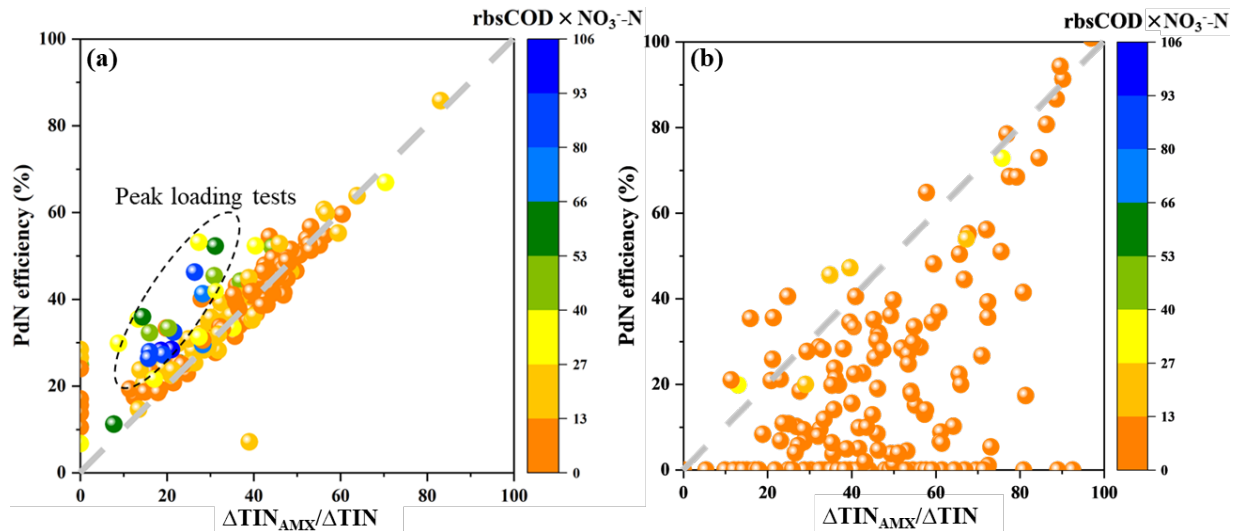 rbsCOD × NO₃⁻-N
(a)
Peak loading tests
PdN efficiency (%)
100
80
60
40
20
0
0 20 40 60 80 100
ΔTIN_AMX/ΔTIN
106
93
80
66
53
40
27
13
0
rbsCOD ×NO₃⁻-N
(b)
PdN efficiency (%)
100
80
60
40
20
0
0 20 40 60 80 100
ΔTIN_AMX/ΔTIN
106
93
80
66
53
40
27
13
0